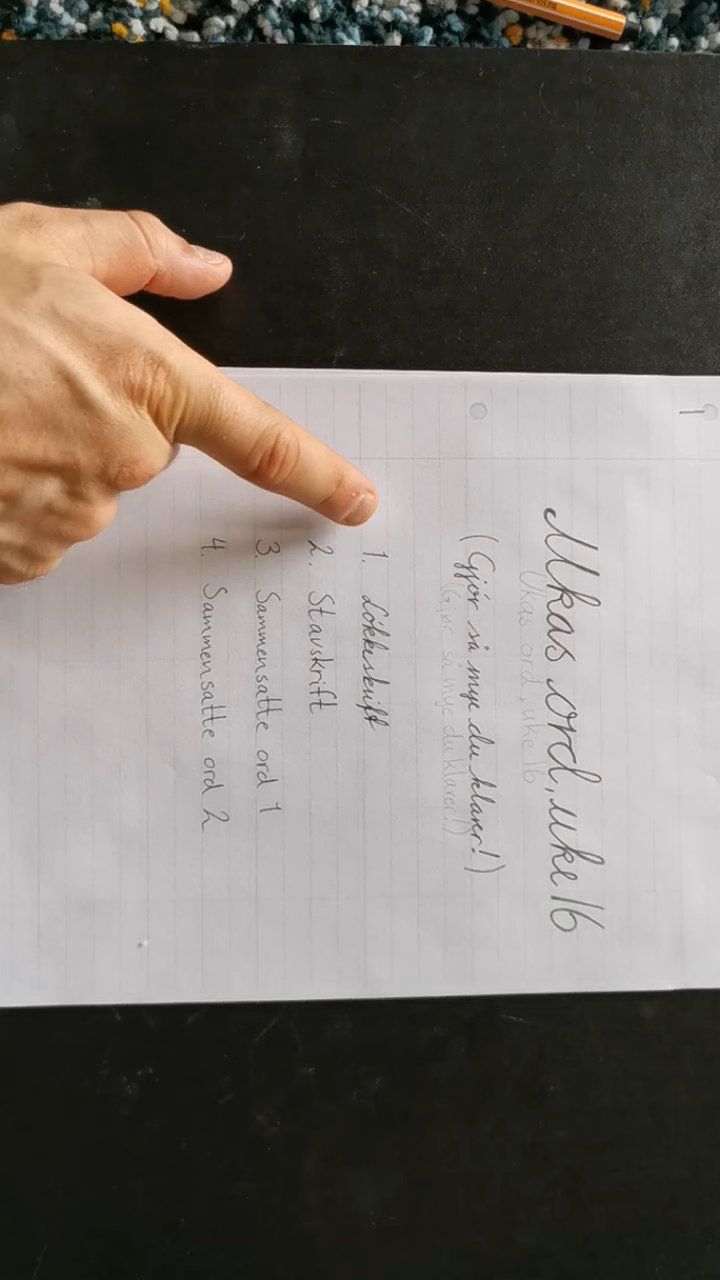 1
Ukas ord, uke 16
Ukas ord, uke 16
(Gjør så mye du klarer!)
(Gjør så mye du klarer!)
1. Løkkeskrift
2. Stavskrift
3. Sammensatte ord 1
4. Sammensatte ord 2